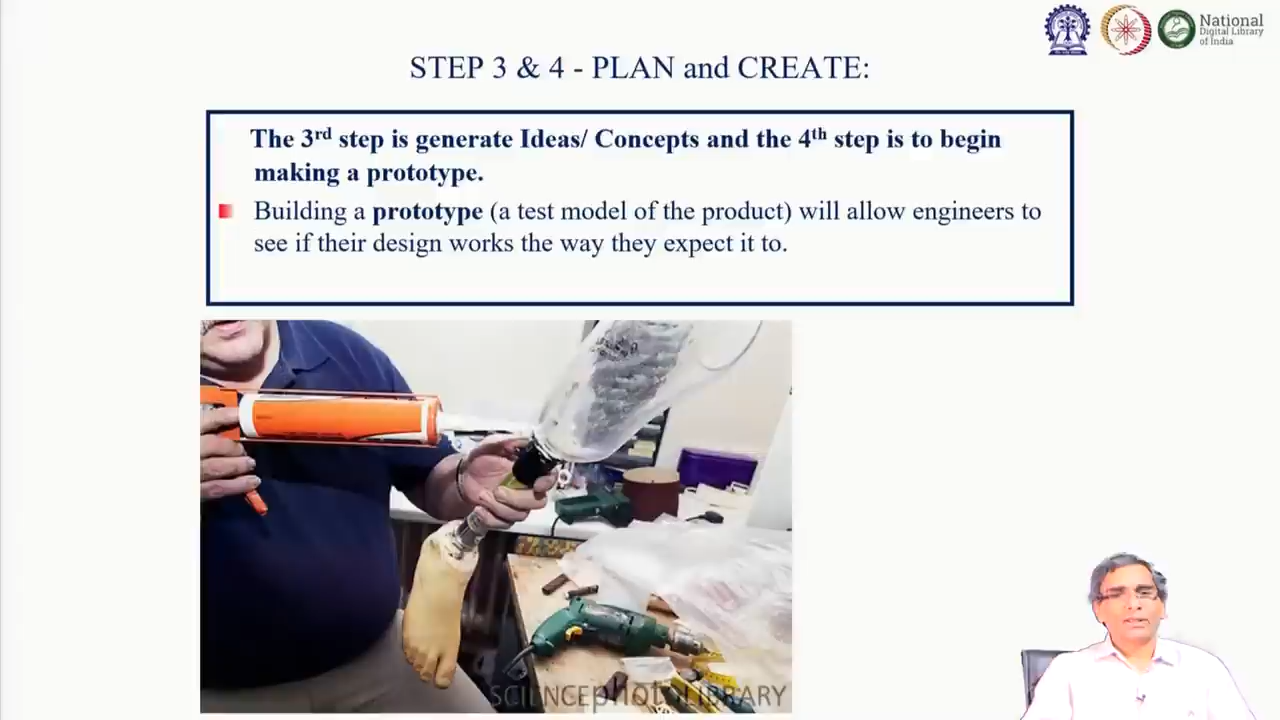 National
Digital Library
of India
STEP 3 & 4 - PLAN and CREATE:
The 3rd step is generate Ideas/ Concepts and the 4th step is to begin
making a prototype.
Building a prototype (a test model of the product) will allow engineers to
see if their design works the way they expect it to.
SCIENCEphotoLIBRARY